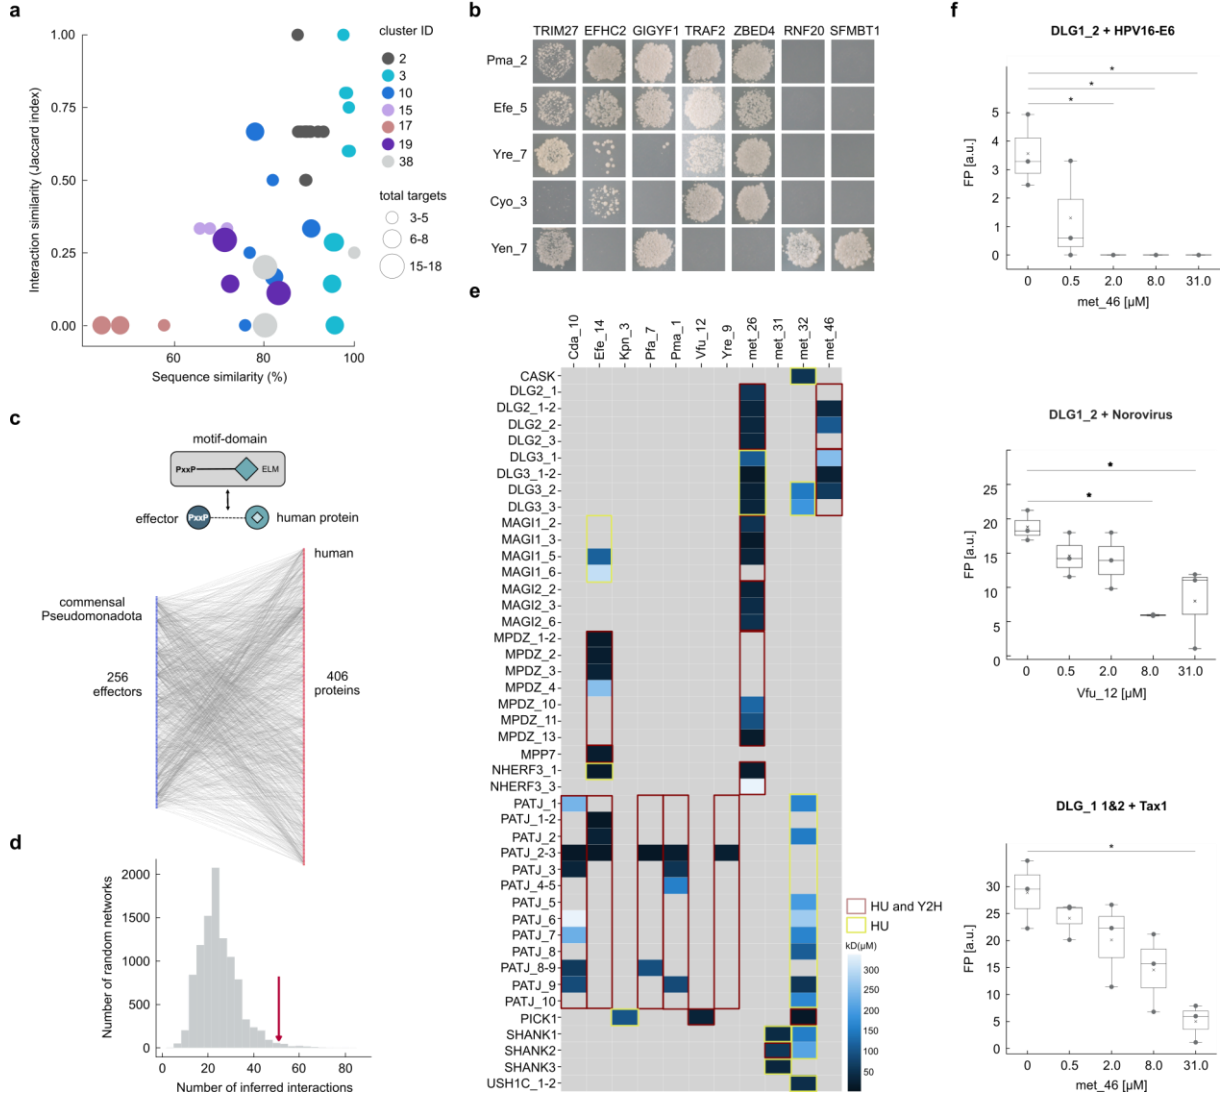 a
1.00
0.75
0.50
0.25
0.00
60
80
100
Interaction similarity (Jaccard index)
Sequence similarity (%)
cluster ID
2
3
10
15
17
19
38
total targets
3-5
6-8
15-18
b
TRIM27 EFHC2 GIGYF1 TRAF2 ZBED4 RNF20 SFMBT1
Pma_2
Efe_5
Yre_7
Cyo_3
Yen_7
c
motif-domain
PxxP ELM
effector PxxP human protein
human
commensal
Pseudomonadota
256
effectors
406
proteins
d
2000
1500
1000
500
0
0 20 40 60 80
Number of random networks
Number of inferred interactions
e
Cda_10
Efe_14
Kpn_3
Pfa_7
Pma_1
Vfu_12
Yre_9
met_26
met_31
met_32
met_46
CASK
DLG2_1
DLG2_1-2
DLG2_2
DLG2_3
DLG3_1
DLG3_1-2
DLG3_2
DLG3_3
MAGI1_2
MAGI1_3
MAGI1_5
MAGI1_6
MAGI2_2
MAGI2_3
MAGI2_6
MPDZ_1-2
MPDZ_2
MPDZ_3
MPDZ_4
MPDZ_10
MPDZ_11
MPDZ_13
MPP7
NHERF3_1
NHERF3_3
PATJ_1
PATJ_1-2
PATJ_2
PATJ_2-3
PATJ_3
PATJ_4-5
PATJ_5
PATJ_6
PATJ_7
PATJ_8
PATJ_8-9
PATJ_9
PATJ_10
PICK1
SHANK1
SHANK2
SHANK3
USH1C_1-2
HU and Y2H
HU
kD(µM)
300
250
200
150
100
50
f
DLG1_2 + HPV16-E6
*
*
*
5
4
3
2
1
0
FP [a.u.]
0 0.5 2.0 8.0 31.0
met_46 [µM]
DLG1_2 + Norovirus
*
*
25
20
15
10
5
0
FP [a.u.]
0 0.5 2.0 8.0 31.0
Vfu_12 [µM]
DLG_1 1&2 + Tax1
*
30
25
20
15
10
5
0
FP [a.u.]
0 0.5 2.0 8.0 31.0
met_46 [µM]